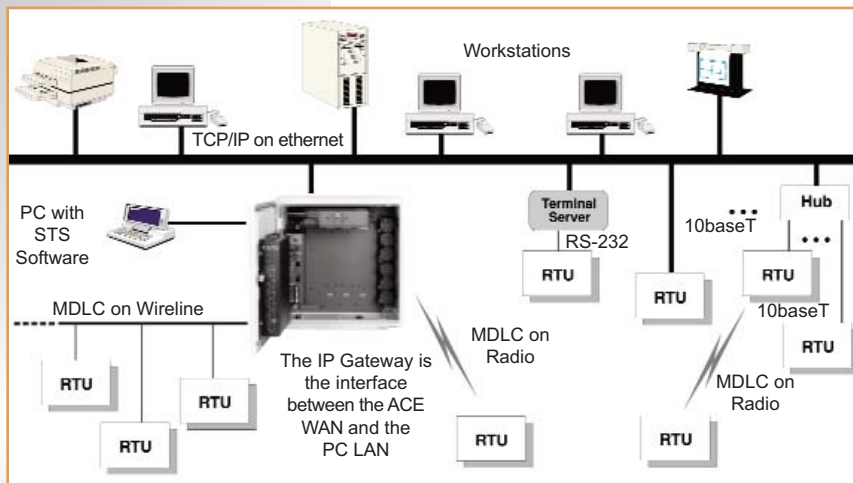 Workstations
TCP/IP on ethernet
PC with
STS
Software
Terminal
Server
RS-232
RTU
RTU
10baseT
Hub
RTU
10baseT
RTU
MDLC on Wireline
RTU
RTU
RTU
The IP Gateway is
the interface
between the ACE
WAN and the
PC LAN
MDLC on
Radio
RTU
MDLC on
Radio
RTU